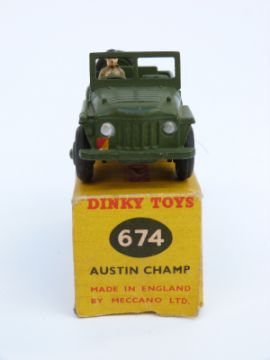 DINKY TOYS
674
AUSTIN CHAMP
MADE IN ENGLAND
BY MECCANO LTD.